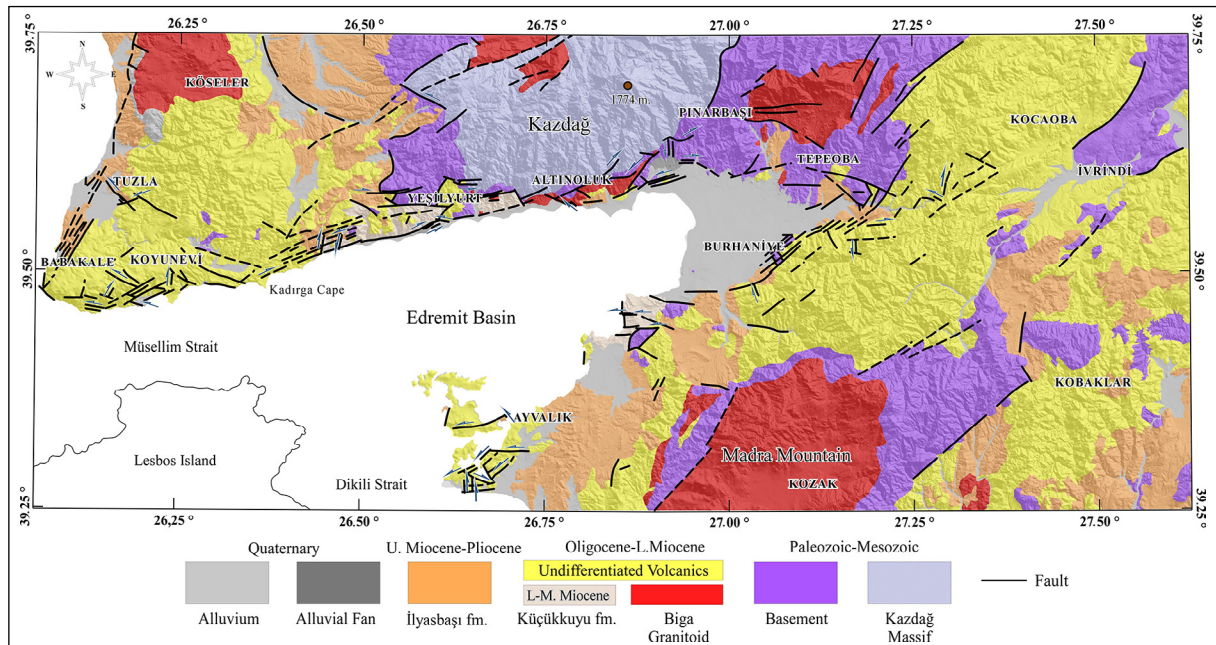 26.25 °
26.50 °
26.75 °
27.00 °
27.25 °
27.50 °
39.75 °
39.75 °
N
W E
S
KÖSELER
1774 m.
PINARBAŞI
KOCAOBA
Kazdağ
TEPEOBA
İVRİNDİ
TUZLA
ALTINOLUK
YEŞİLYURT
BURHANİYE
BABAKALE
KOYUNEVİ
39.50 °
39.50 °
Kadırga Cape
Edremit Basin
Müsellim Strait
KOBAKLAR
AYVALIK
Lesbos Island
Madra Mountain
Dikili Strait
KOZAK
39.25 °
39.25 °
26,25 °
26.50 °
26.75 °
27.00 °
27.25 °
27.50 °
Quaternary
U. Miocene-Pliocene
Oligocene-L.Miocene
Paleozoic-Mesozoic
Undifferentiated Volcanics
Fault
L-M. Miocene
Alluvium
Alluvial Fan
İlyasbaşı fm.
Küçükkuyu fm.
Biga
Granitoid
Basement
Kazdağ
Massif